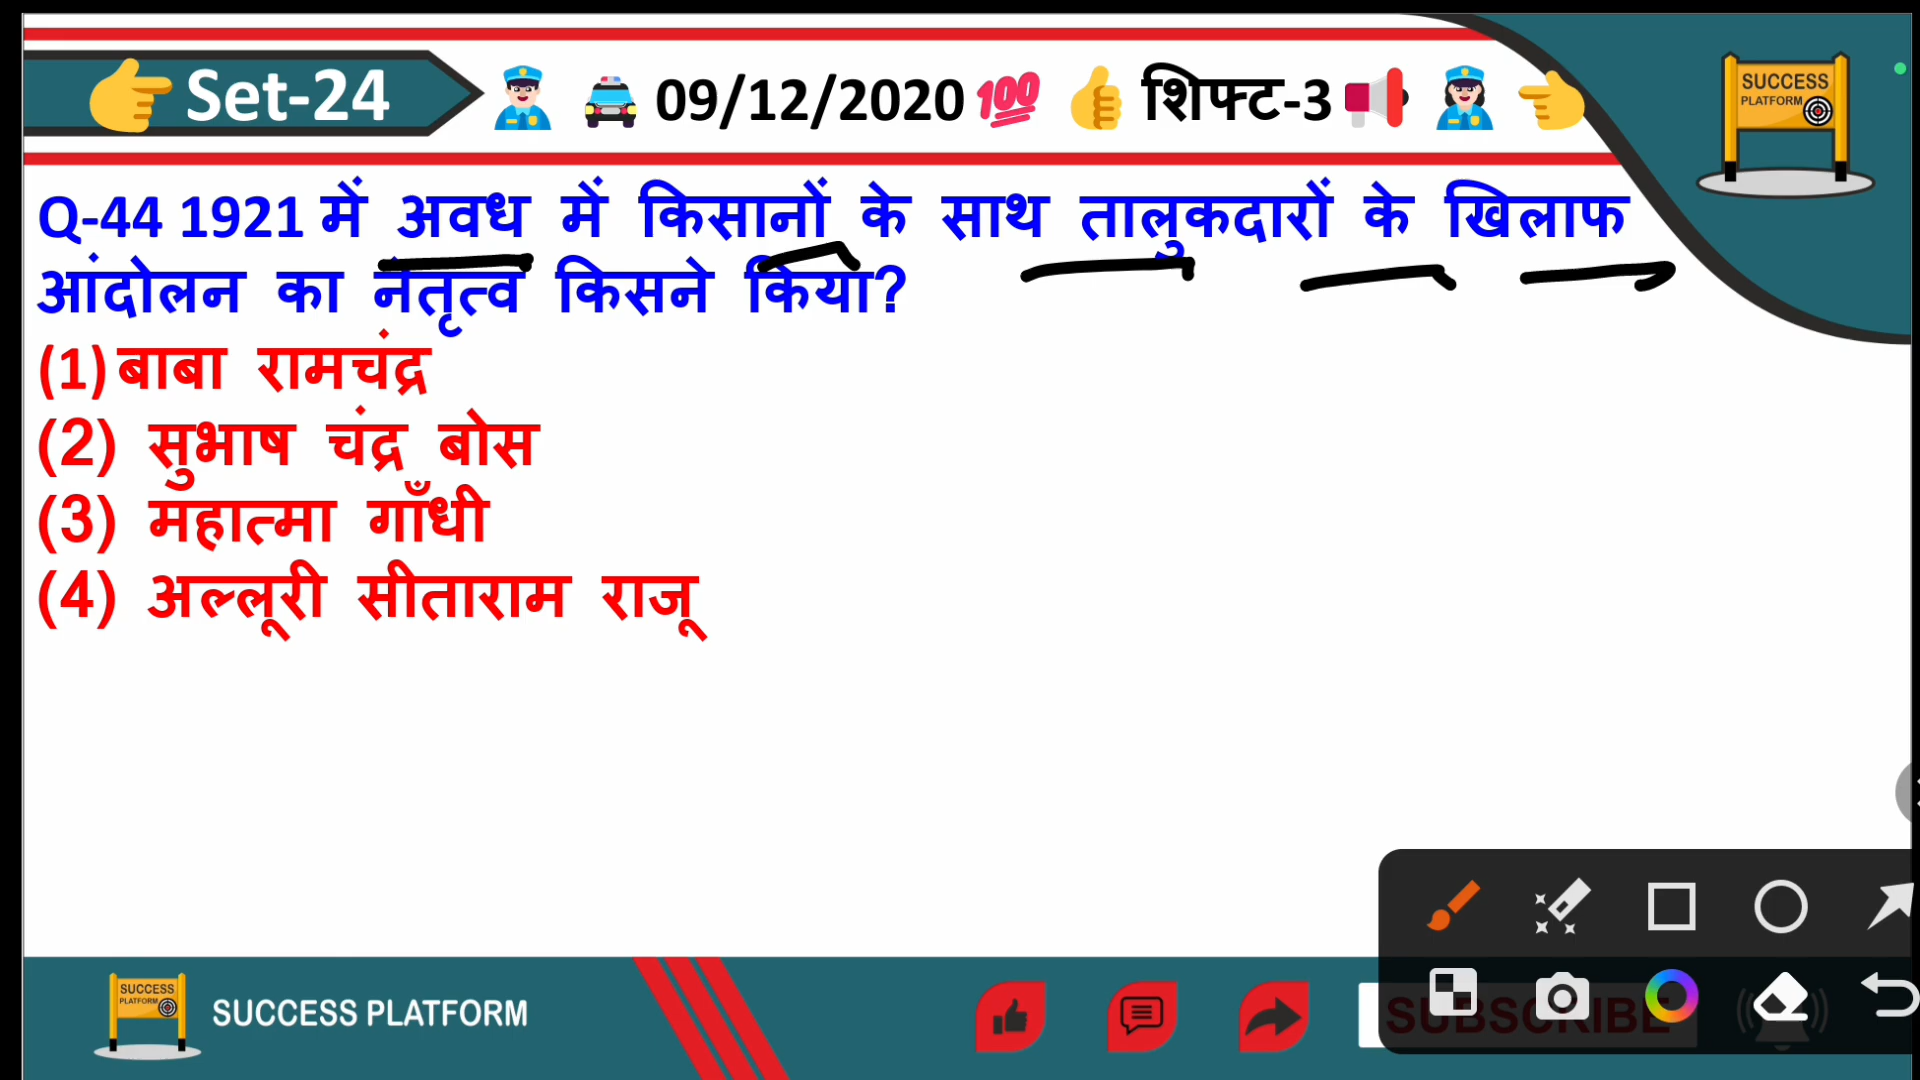 Set-24
09/12/2020
शिफ्ट-3
SUCCESS
PLATFORM
Q-44 1921 में अवध में किसानों के साथ तालुकदारों के खिलाफ
आंदोलन का नेतृत्व किसने किया?
(1) बाबा रामचंद्र
(2) सुभाष चंद्र बोस
(3) महात्मा गाँधी
(4) अल्लूरी सीताराम राजू
SUCCESS
PLATFORM
SUCCESS PLATFORM
SUBSCRIBE